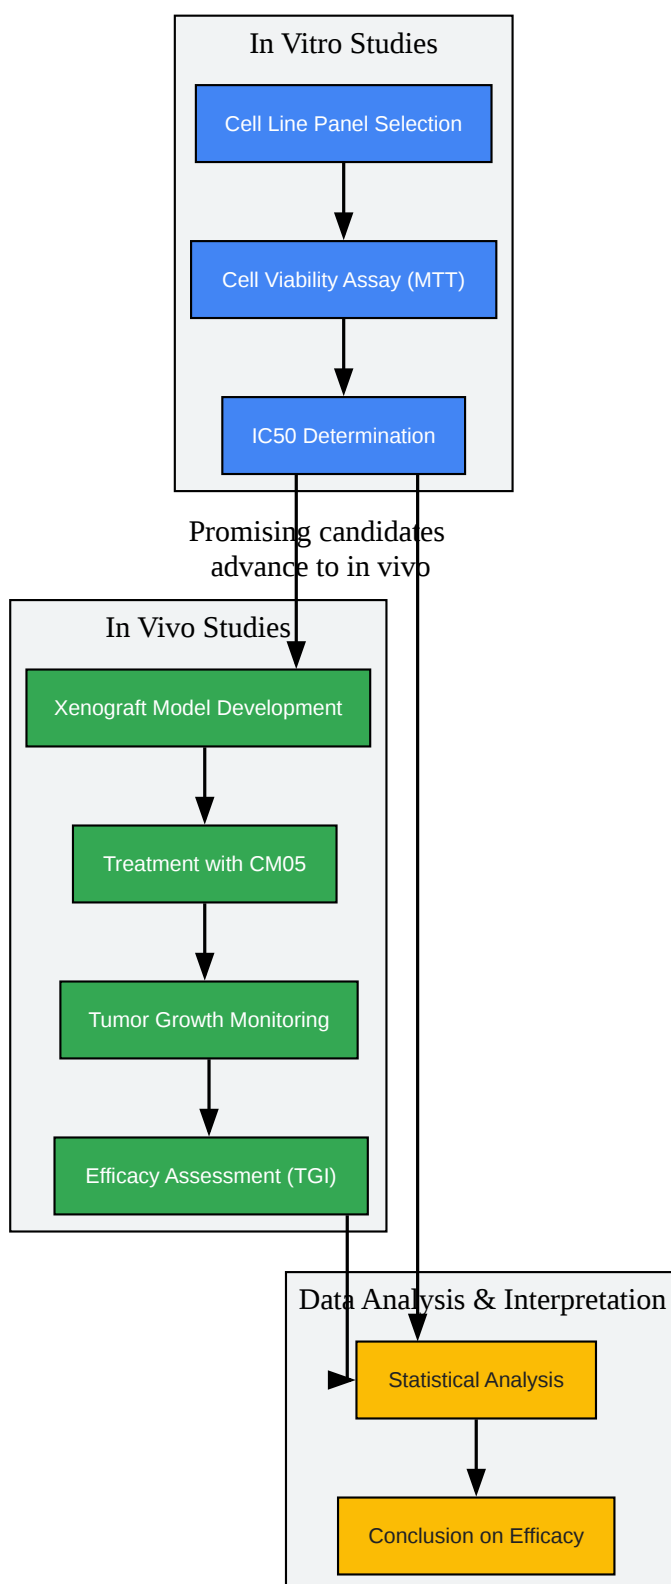 In Vitro Studies
Cell Line Panel Selection
Cell Viability Assay (MTT)
IC50 Determination
Promising candidates
advance to in vivo
In Vivo Studies
Xenograft Model Development
Treatment with CM05
Tumor Growth Monitoring
Efficacy Assessment (TGI)
Data Analysis & Interpretation
Statistical Analysis
Conclusion on Efficacy